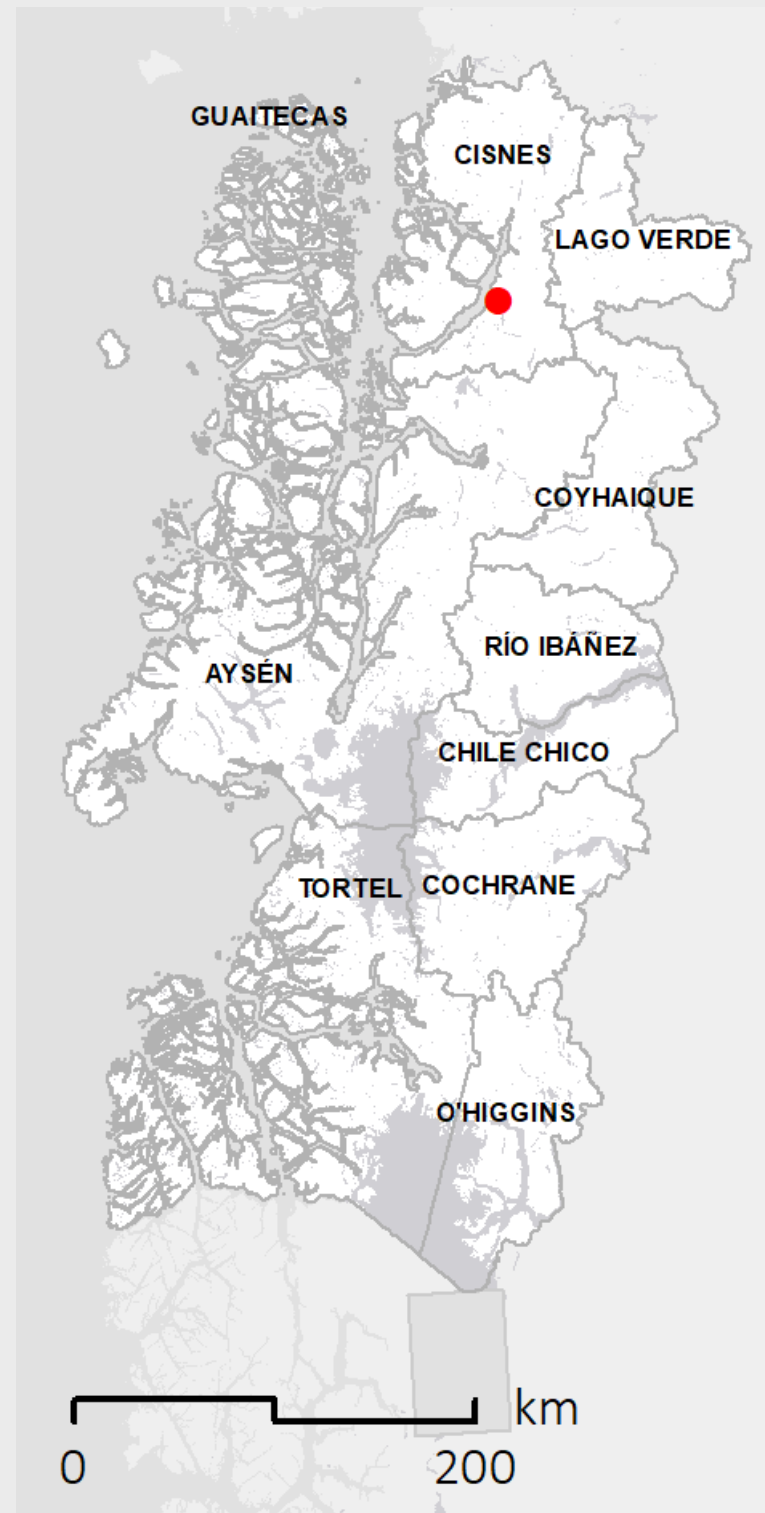 GUAITECAS
CISNES
LAGO VERDE
COYHAIQUE
RÍO IBÁÑEZ
AYSÉN
CHILE CHICO
TORTEL
COCHRANE
O'HIGGINS
km
0
200